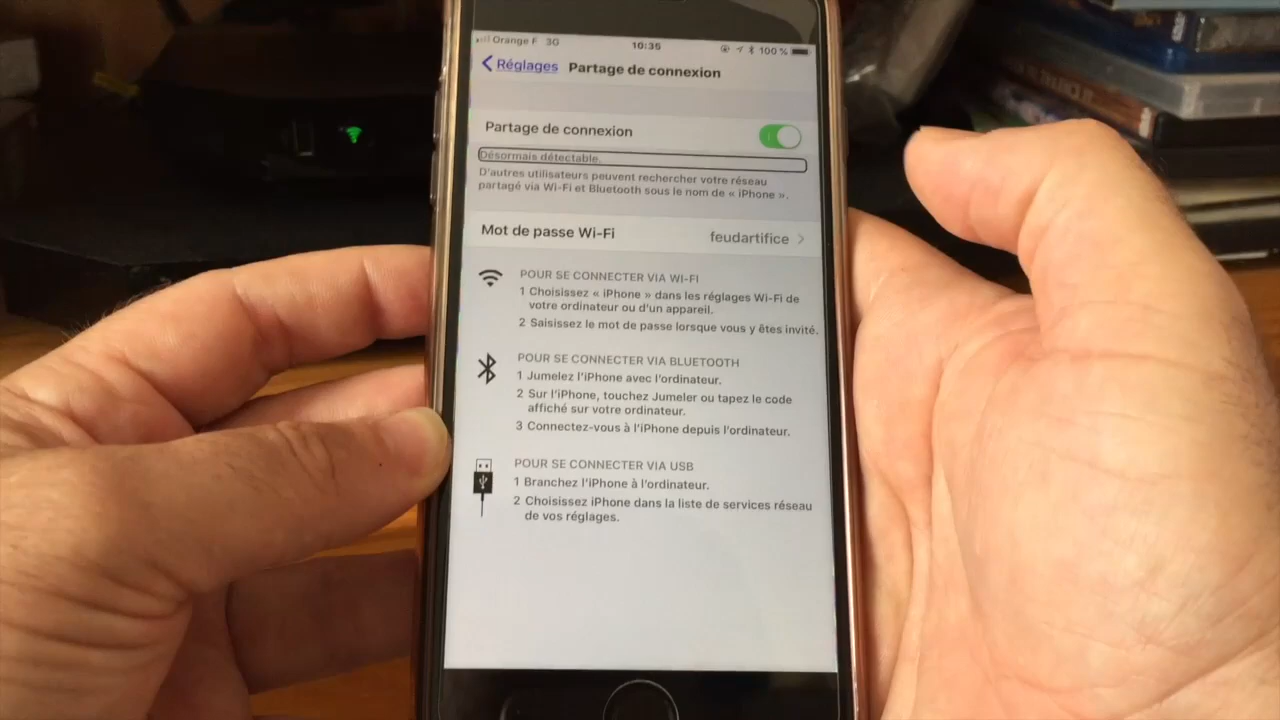 Orange F 3G 10:35 100 %
Réglages Partage de connexion
Partage de connexion
Désormais détectable.
D'autres utilisateurs peuvent rechercher votre réseau
partagé via Wi-Fi et Bluetooth sous le nom de « iPhone ».
Mot de passe Wi-Fi feudartifice
POUR SE CONNECTER VIA WI-FI
1 Choisissez « iPhone » dans les réglages Wi-Fi de
votre ordinateur ou d'un appareil.
2 Saisissez le mot de passe lorsque vous y êtes invité.
POUR SE CONNECTER VIA BLUETOOTH
1 Jumelez l'iPhone avec l'ordinateur.
2 Sur l'iPhone, touchez Jumeler ou tapez le code
affiché sur votre ordinateur.
3 Connectez-vous à l'iPhone depuis l'ordinateur.
POUR SE CONNECTER VIA USB
1 Branchez l'iPhone à l'ordinateur.
2 Choisissez iPhone dans la liste de services réseau
de vos réglages.